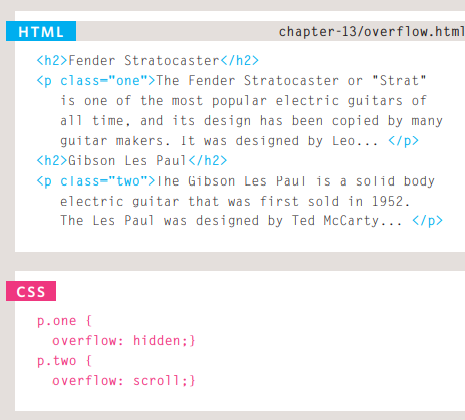 HTML
chapter-13/overflow.html
<h2>Fender Stratocaster</h2>
<p class="one">The Fender Stratocaster or "Strat"
is one of the most popular electric guitars of
all time, and its design has been copied by many
guitar makers. It was designed by Leo... </p>
<h2>Gibson Les Paul</h2>
<p class="two">The Gibson Les Paul is a solid body
electric guitar that was first sold in 1952.
The Les Paul was designed by Ted McCarty... </p>
CSS
p.one {
overflow: hidden;}
p.two {
overflow: scroll;}